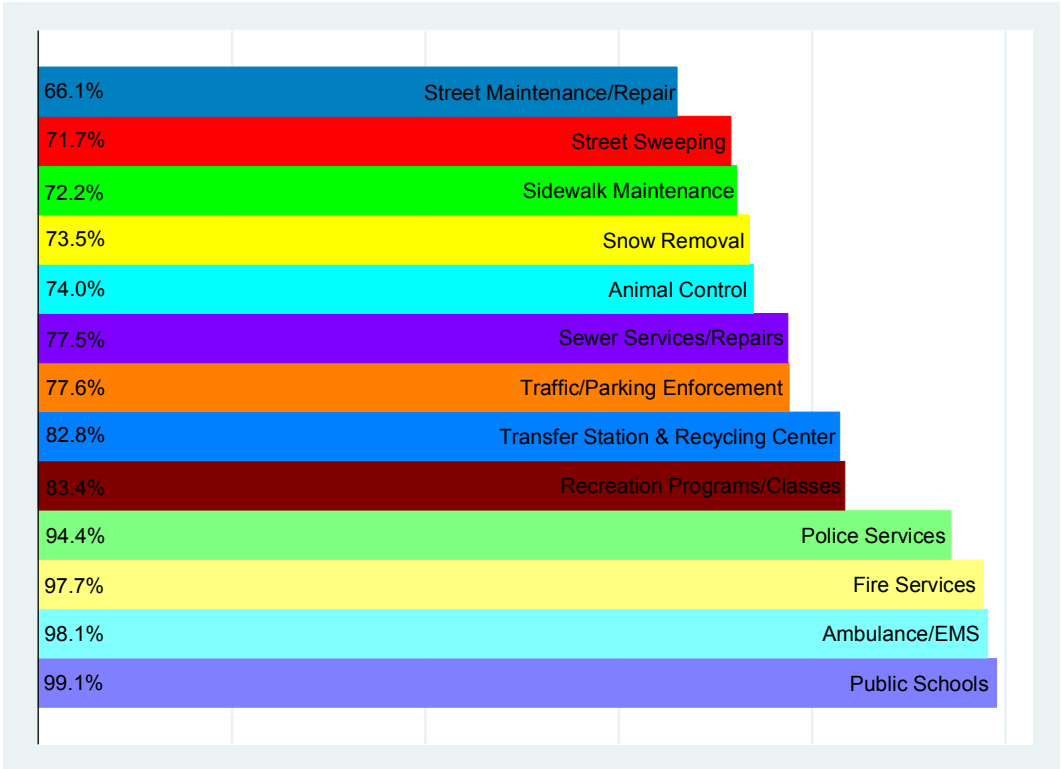 66.1% Street Maintenance/Repair
71.7% Street Sweeping
72.2% Sidewalk Maintenance
73.5% Snow Removal
74.0% Animal Control
77.5% Sewer Services/Repairs
77.6% Traffic/Parking Enforcement
82.8% Transfer Station & Recycling Center
83.4% Recreation Programs/Classes
94.4% Police Services
97.7% Fire Services
98.1% Ambulance/EMS
99.1% Public Schools